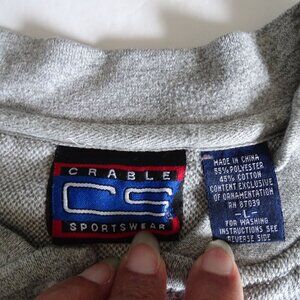 CRABLE
CS
SPORTSWEAR
MADE IN CHINA
55% POLYESTER
45% COTTON
CONTENT EXCLUSIVE
OF ORNAMENTATION
RN 87039
-L-
FOR WASHING
INSTRUCTIONS SEE
REVERSE SIDE